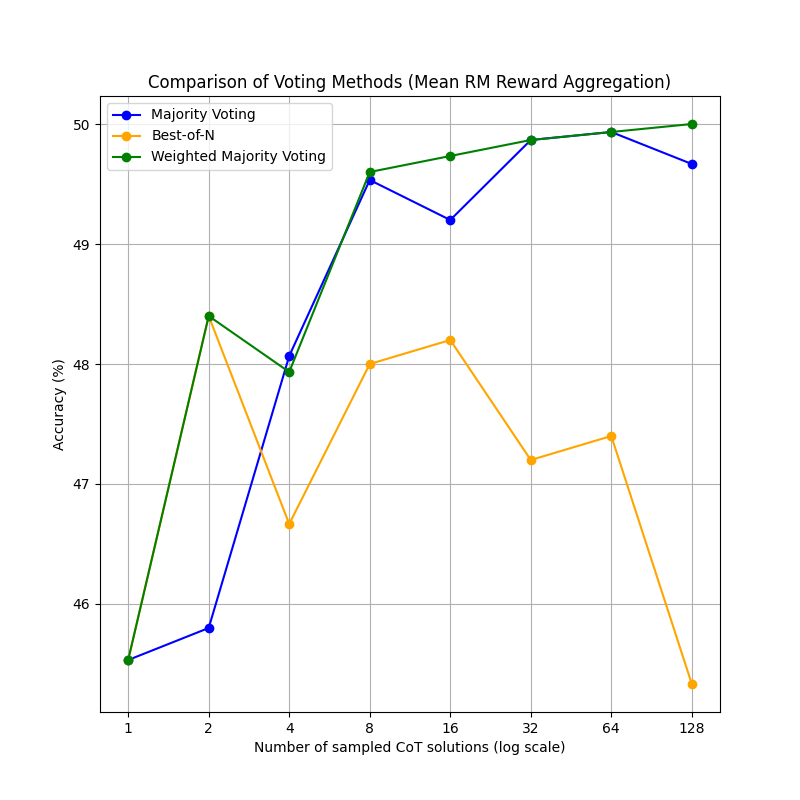 Comparison of Voting Methods (Mean RM Reward Aggregation)
Majority Voting
Best-of-N
Weighted Majority Voting
50
49
48
47
46
Accuracy (%)
1 2 4 8 16 32 64 128
Number of sampled CoT solutions (log scale)